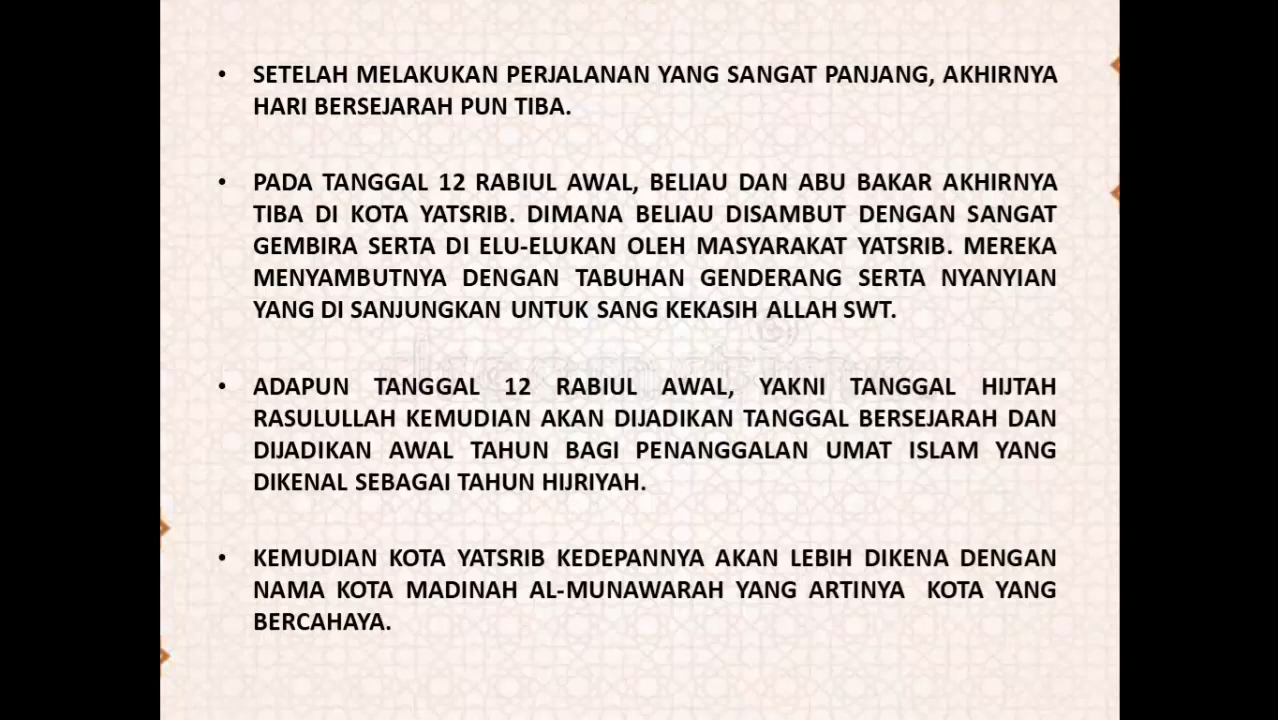 • SETELAH MELAKUKAN PERJALANAN YANG SANGAT PANJANG, AKHIRNYA
HARI BERSEJARAH PUN TIBA.
• PADA TANGGAL 12 RABIUL AWAL, BELIAU DAN ABU BAKAR AKHIRNYA
TIBA DI KOTA YATSRIB. DIMANA BELIAU DISAMBUT DENGAN SANGAT
GEMBIRA SERTA DI ELU-ELUKAN OLEH MASYARAKAT YATSRIB. MEREKA
MENYAMBUTNYA DENGAN TABUHAN GENDERANG SERTA NYANYIAN
YANG DI SANJUNGKAN UNTUK SANG KEKASIH ALLAH SWT.
• ADAPUN TANGGAL 12 RABIUL AWAL, YAKNI TANGGAL HIJTAH
RASULULLAH KEMUDIAN AKAN DIJADIKAN TANGGAL BERSEJARAH DAN
DIJADIKAN AWAL TAHUN BAGI PENANGGALAN UMAT ISLAM YANG
DIKENAL SEBAGAI TAHUN HIJRIYAH.
• KEMUDIAN KOTA YATSRIB KEDEPANNYA AKAN LEBIH DIKENA DENGAN
NAMA KOTA MADINAH AL-MUNAWARAH YANG ARTINYA KOTA YANG
BERCAHAYA.